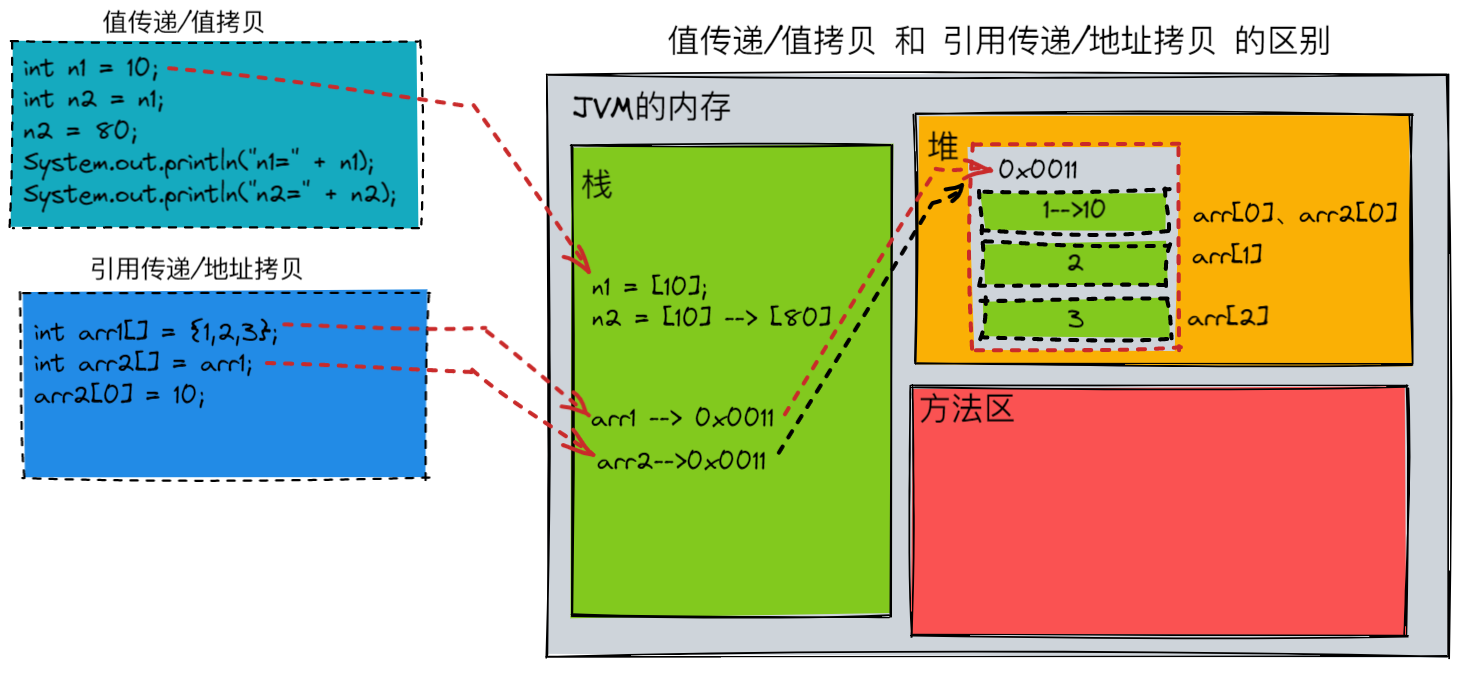 值传递/值拷贝
int n1 = 10;
int n2 = n1;
n2 = 80;
System.out.println("n1=" + n1);
System.out.println("n2=" + n2);
引用传递/地址拷贝
int arr1[] = {1,2,3};
int arr2[] = arr1;
arr2[0] = 10;
值传递/值拷贝 和 引用传递/地址拷贝 的区别
JVM的内存
栈
n1 = [10];
n2 = [10] --> [80]
arr1 --> 0x0011
arr2-->0x0011
堆
0x0011
1-->10
arr[0]、arr2[0]
2
arr[1]
3
arr[2]
方法区